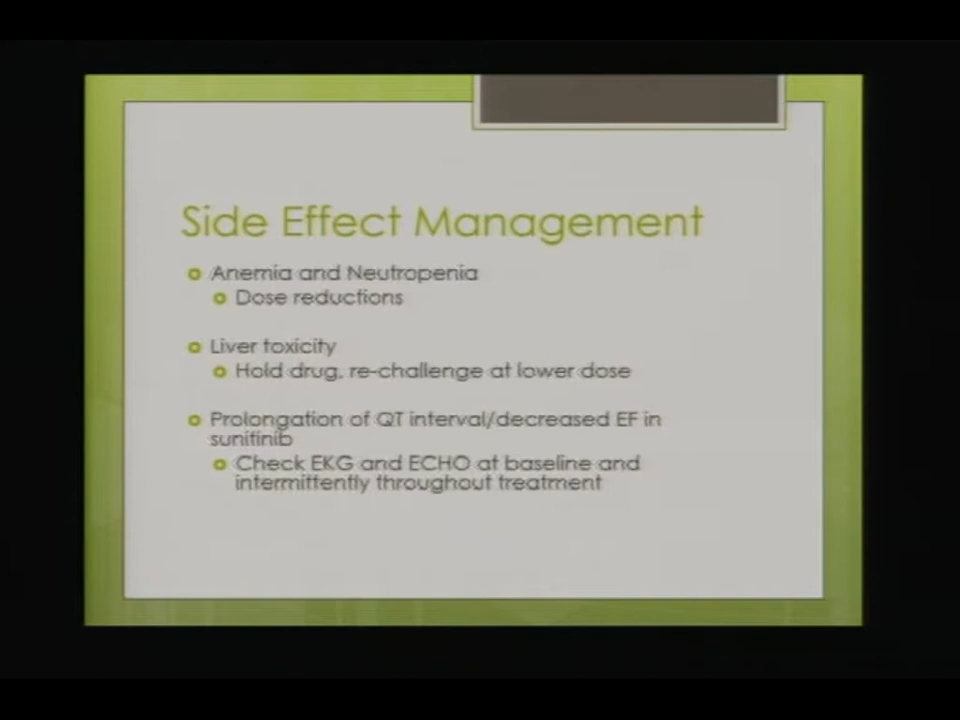 Side Effect Management
Anemia and Neutropenia
Dose reductions
Liver toxicity
Hold drug, re-challenge at lower dose
Prolongation of QT interval/decreased EF in
sunitinib
Check EKG and ECHO at baseline and
intermittently throughout treatment